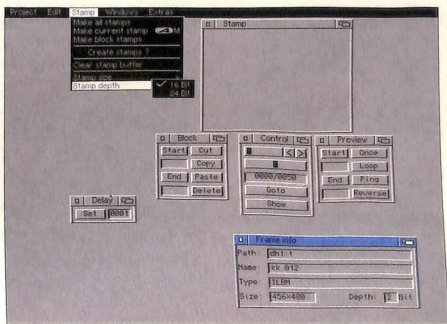 Project Edit Stamp Windows Extras
Make all stamps
Make current stamp M
Make block stamps
Create stamps ?
Clear stamp buffer
Stamp size
Stamp depth
16 Bit
24 Bit
Stamp
Block
Start Cut
Copy
End Paste
Delete
Control
< >
0000/0050
Goto
Show
Preview
Start Once
Loop
End Ping
Reverse
Delay
Set 0001
Frame info
Path: dh1:t
Name: kk.012
Type: ILBM
Size: 456×480 Depth: 2 Bit